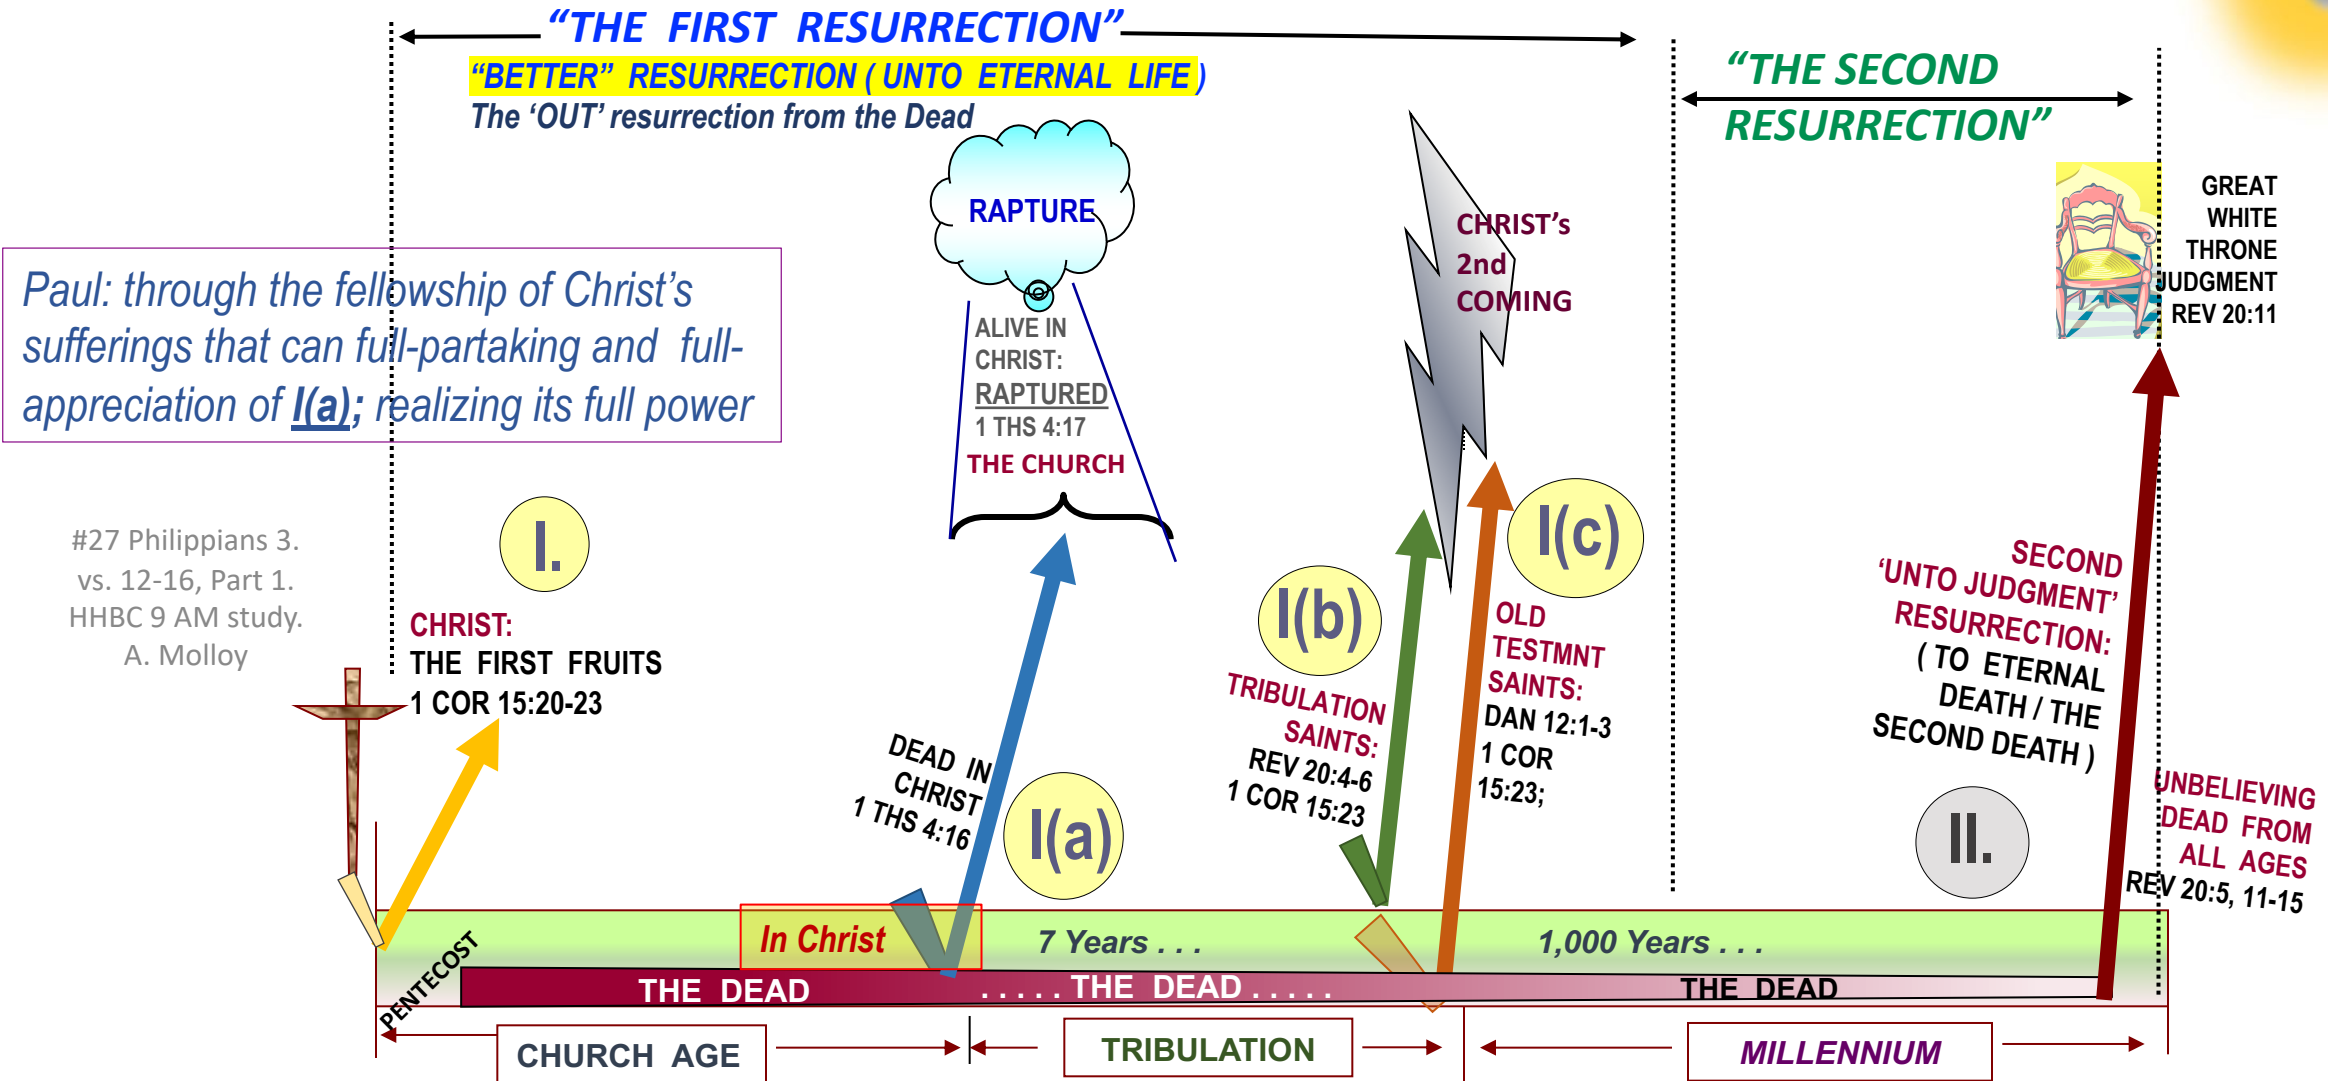 “THE FIRST RESURRECTION”
“BETTER” RESURRECTION ( UNTO ETERNAL LIFE )
The ‘OUT’ resurrection from the Dead
“THE SECOND
RESURRECTION”
RAPTURE
CHRIST’s
2nd
COMING
GREAT
WHITE
THRONE
JUDGMENT
REV 20:11
Paul: through the fellowship of Christ’s
sufferings that can full-partaking and full-
appreciation of I(a); realizing its full power
ALIVE IN
CHRIST:
RAPTURED
1 THS 4:17
THE CHURCH
#27 Philippians 3.
vs. 12-16, Part 1.
HHBC 9 AM study.
A. Molloy
I.
CHRIST:
THE FIRST FRUITS
1 COR 15:20-23
DEAD IN
CHRIST
1 THS 4:16
I(a)
I(b)
TRIBULATION
SAINTS:
REV 20:4-6
1 COR 15:23
I(c)
OLD
TESTMNT
SAINTS:
DAN 12:1-3
1 COR
15:23;
SECOND
‘UNTO JUDGMENT’
RESURRECTION:
( TO ETERNAL
DEATH / THE
SECOND DEATH )
II.
UNBELIEVING
DEAD FROM
ALL AGES
REV 20:5, 11-15
PENTECOST
In Christ
7 Years . . .
1,000 Years . . .
THE DEAD
. . . . . THE DEAD . . . . .
THE DEAD
CHURCH AGE
TRIBULATION
MILLENNIUM